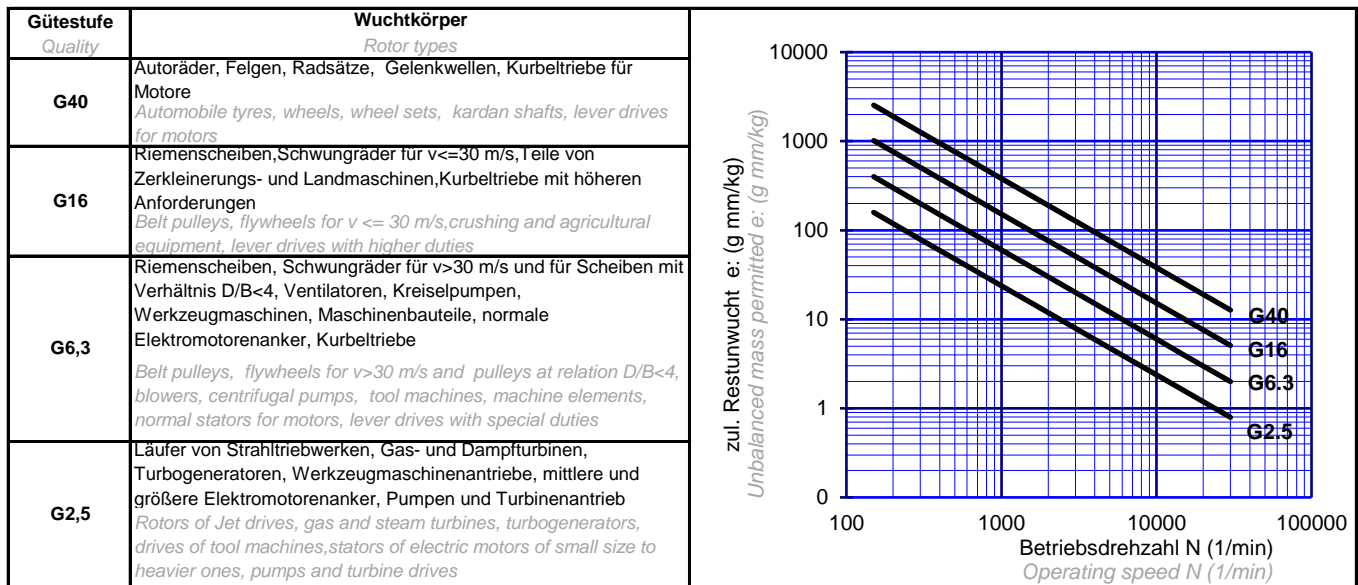 Gütestufe
Quality
Wuchtkörper
Rotor types
G40
Autoräder, Felgen, Radsätze, Gelenkwellen, Kurbeltriebe für
Motore
Automobile tyres, wheels, wheel sets, kardan shafts, lever drives
for motors
G16
Riemenscheiben,Schwungräder für v<=30 m/s,Teile von
Zerkleinerungs- und Landmaschinen,Kurbeltriebe mit höheren
Anforderungen
Belt pulleys, flywheels for v <= 30 m/s,crushing and agricultural
equipment, lever drives with higher duties
G6,3
Riemenscheiben, Schwungräder für v>30 m/s und für Scheiben mit
Verhältnis D/B<4, Ventilatoren, Kreiselpumpen,
Werkzeugmaschinen, Maschinenbauteile, normale
Elektromotorenanker, Kurbeltriebe
Belt pulleys, flywheels for v>30 m/s and pulleys at relation D/B<4,
blowers, centrifugal pumps, tool machines, machine elements,
normal stators for motors, lever drives with special duties
G2,5
Läufer von Strahltriebwerken, Gas- und Dampfturbinen,
Turbogeneratoren, Werkzeugmaschinenantriebe, mittlere und
größere Elektromotorenanker, Pumpen und Turbinenantrieb
Rotors of Jet drives, gas and steam turbines, turbogenerators,
drives of tool machines,stators of electric motors of small size to
heavier ones, pumps and turbine drives
zul. Restunwucht e: (g mm/kg)
Unbalanced mass permitted e: (g mm/kg)
10000
1000
100
10
1
0
G40
G16
G6.3
G2.5
100
1000
10000
100000
Betriebsdrehzahl N (1/min)
Operating speed N (1/min)